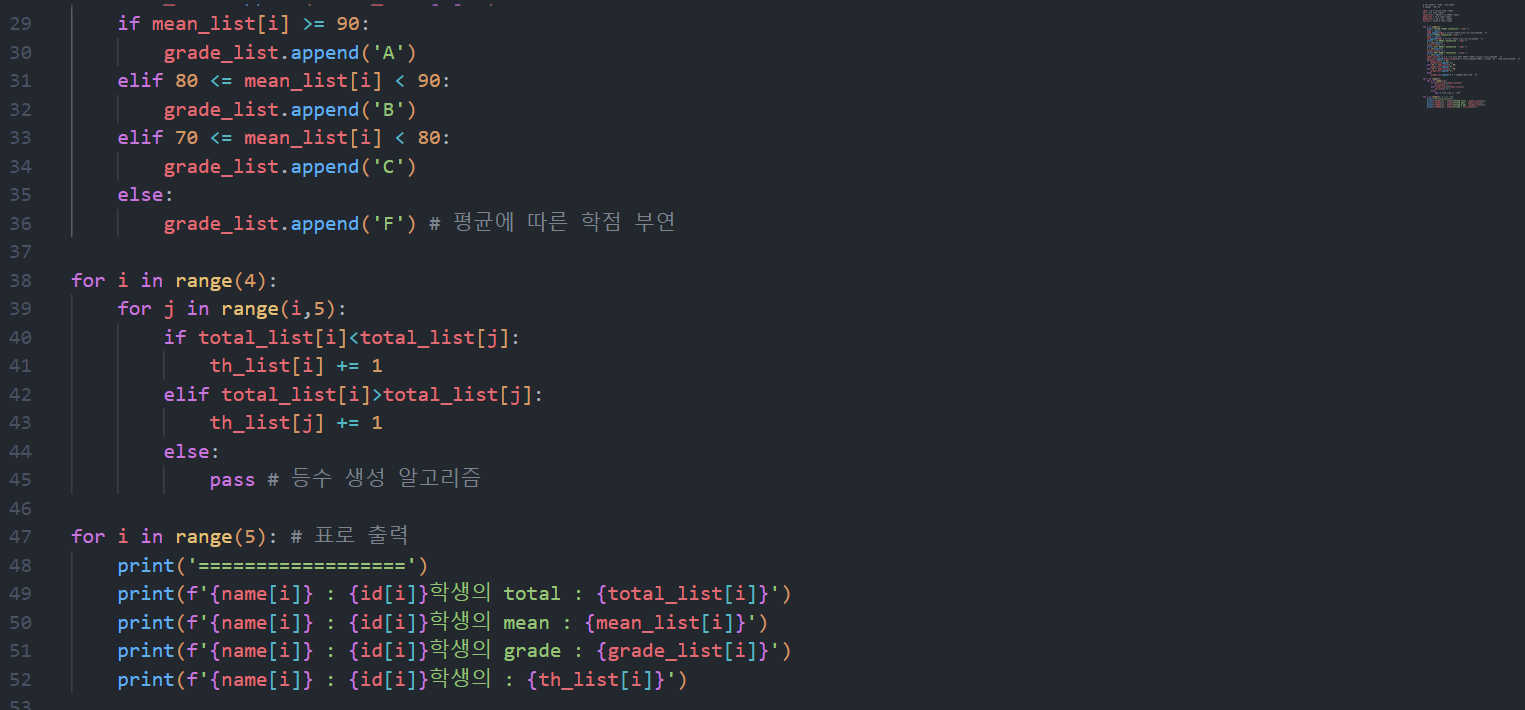 29 if mean_list[i] >= 90:
30 grade_list.append('A')
31 elif 80 <= mean_list[i] < 90:
32 grade_list.append('B')
33 elif 70 <= mean_list[i] < 80:
34 grade_list.append('C')
35 else:
36 grade_list.append('F') # 평균에 따른 학점 부연
37
38 for i in range(4):
39 for j in range(i,5):
40 if total_list[i]<total_list[j]:
41 th_list[i] += 1
42 elif total_list[i]>total_list[j]:
43 th_list[j] += 1
44 else:
45 pass # 등수 생성 알고리즘
46
47 for i in range(5): # 표로 출력
48 print('==================')
49 print(f'{name[i]} : {id[i]}학생의 total : {total_list[i]}')
50 print(f'{name[i]} : {id[i]}학생의 mean : {mean_list[i]}')
51 print(f'{name[i]} : {id[i]}학생의 grade : {grade_list[i]}')
52 print(f'{name[i]} : {id[i]}학생의 : {th_list[i]}')
53